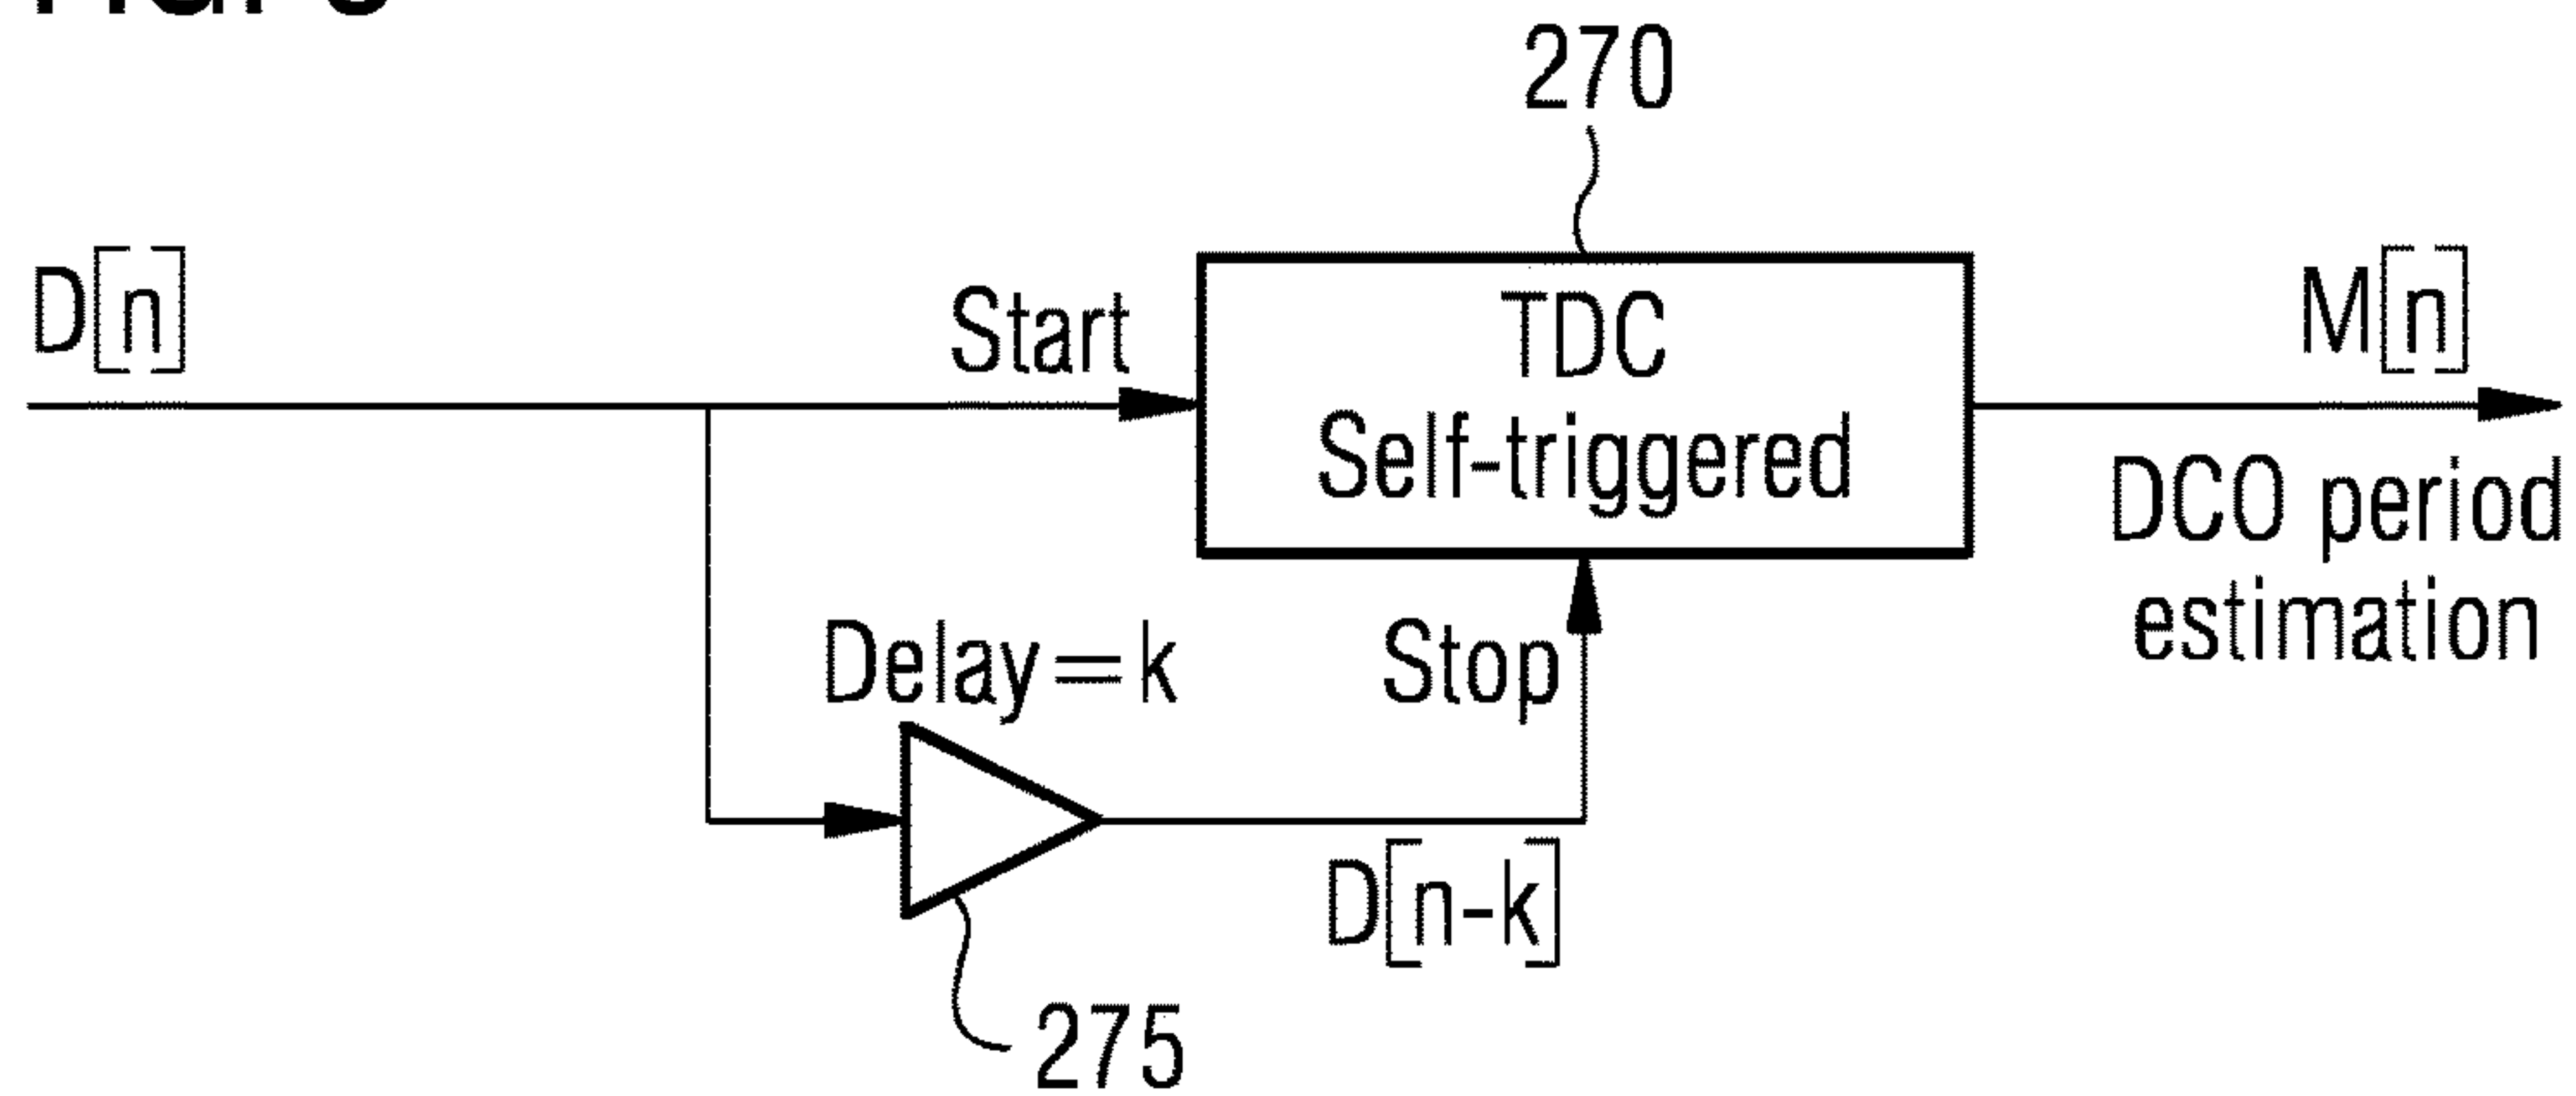 270
D[n]
Start
TDC
Self-triggered
M[n]
DCO period
estimation
Delay=k
Stop
D[n-k]
275